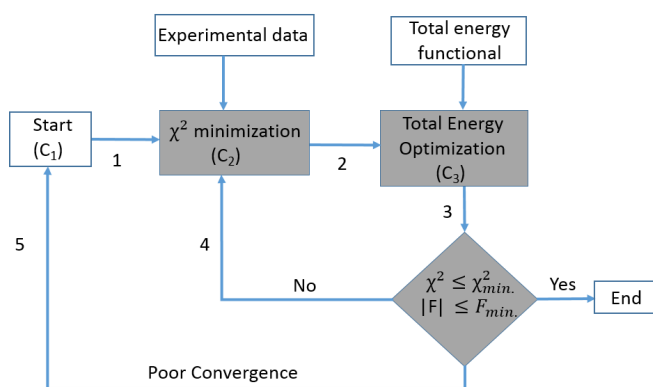 Experimental data
Total energy
functional
Start
(C₁)
1
χ² minimization
(C₂)
2
Total Energy
Optimization
(C₃)
3
4
5
No
χ² ≤ χ²min.
|F| ≤ Fmin.
Yes
End
Poor Convergence